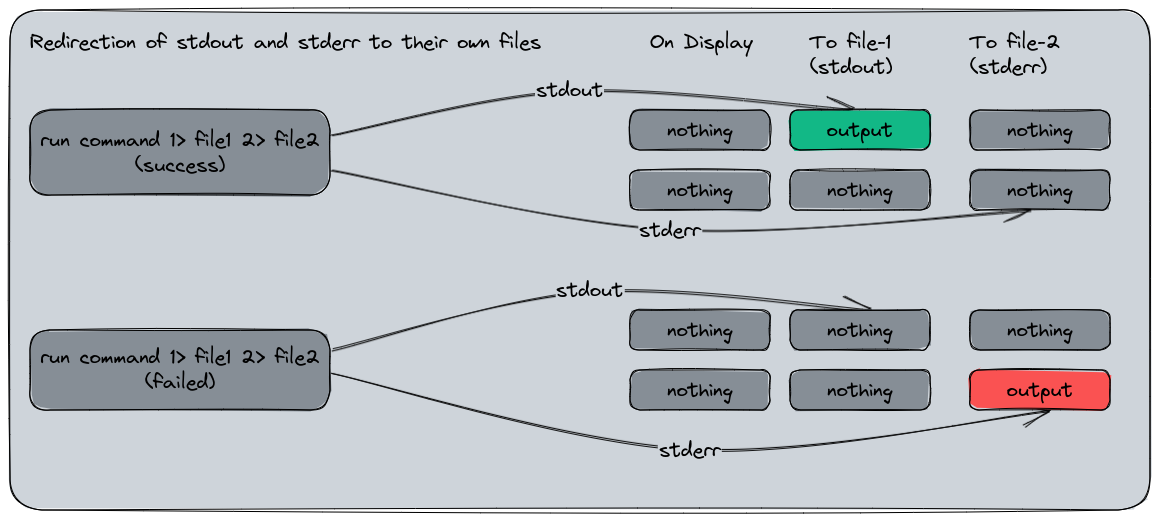 Redirection of stdout and stderr to their own files
On Display
To file-1
(stdout)
To file-2
(stderr)
stdout
run command 1> file1 2> file2
(success)
nothing
output
nothing
nothing
nothing
nothing
stderr
stdout
run command 1> file1 2> file2
(failed)
nothing
nothing
nothing
nothing
nothing
output
stderr